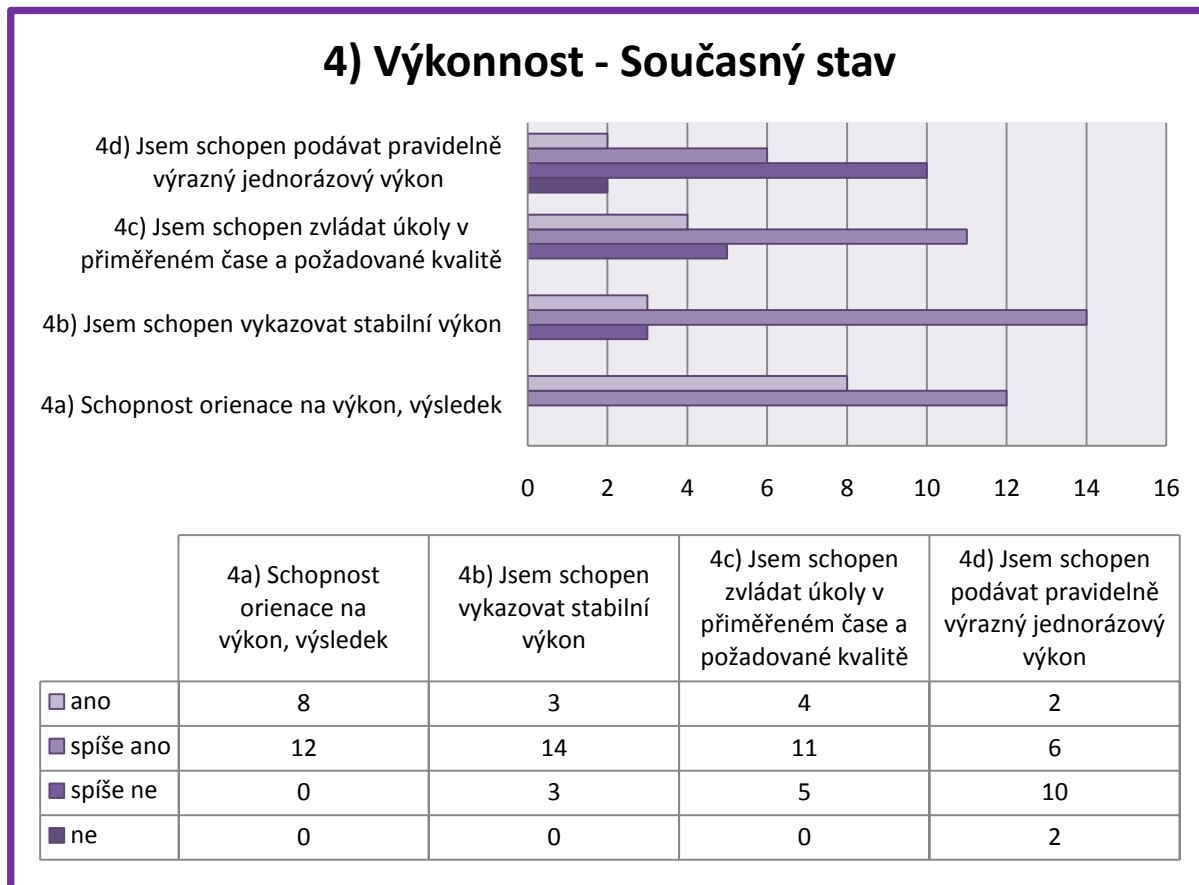 4) Výkonnost - Současný stav
4d) Jsem schopen podávat pravidelně
výrazný jednorázový výkon
4c) Jsem schopen zvládat úkoly v
přiměřeném čase a požadované kvalitě
4b) Jsem schopen vykazovat stabilní výkon
4a) Schopnost orienace na výkon, výsledek
0 2 4 6 8 10 12 14 16
4a) Schopnost
orienace na
výkon, výsledek
4b) Jsem schopen
vykazovat stabilní
výkon
4c) Jsem schopen
zvládat úkoly v
přiměřeném čase a
požadované kvalitě
4d) Jsem schopen
podávat pravidelně
výrazný jednorázový
výkon
ano 8 3 4 2
spíše ano 12 14 11 6
spíše ne 0 3 5 10
ne 0 0 0 2